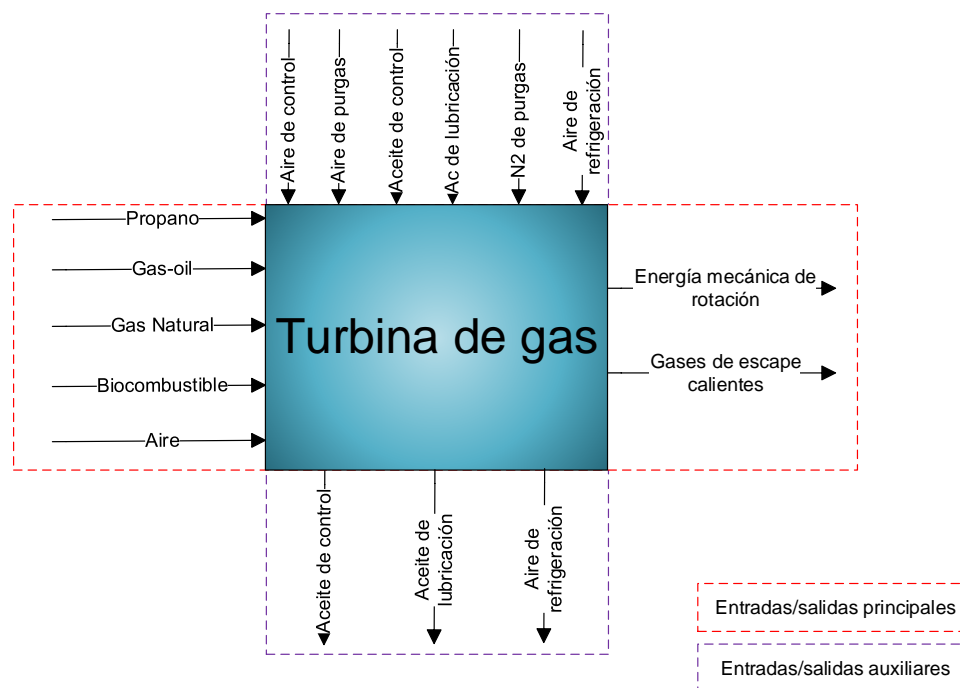 Aire de control
Aire de purgas
Aceite de control
Ac de lubricación
N2 de purgas
Aire de
refrigeración
Propano
Gas-oil
Gas Natural
Biocombustible
Aire
Turbina de gas
Energía mecánica de
rotación
Gases de escape
calientes
Aceite de control
Aceite de
lubricación
Aire de
refrigeración
Entradas/salidas principales
Entradas/salidas auxiliares